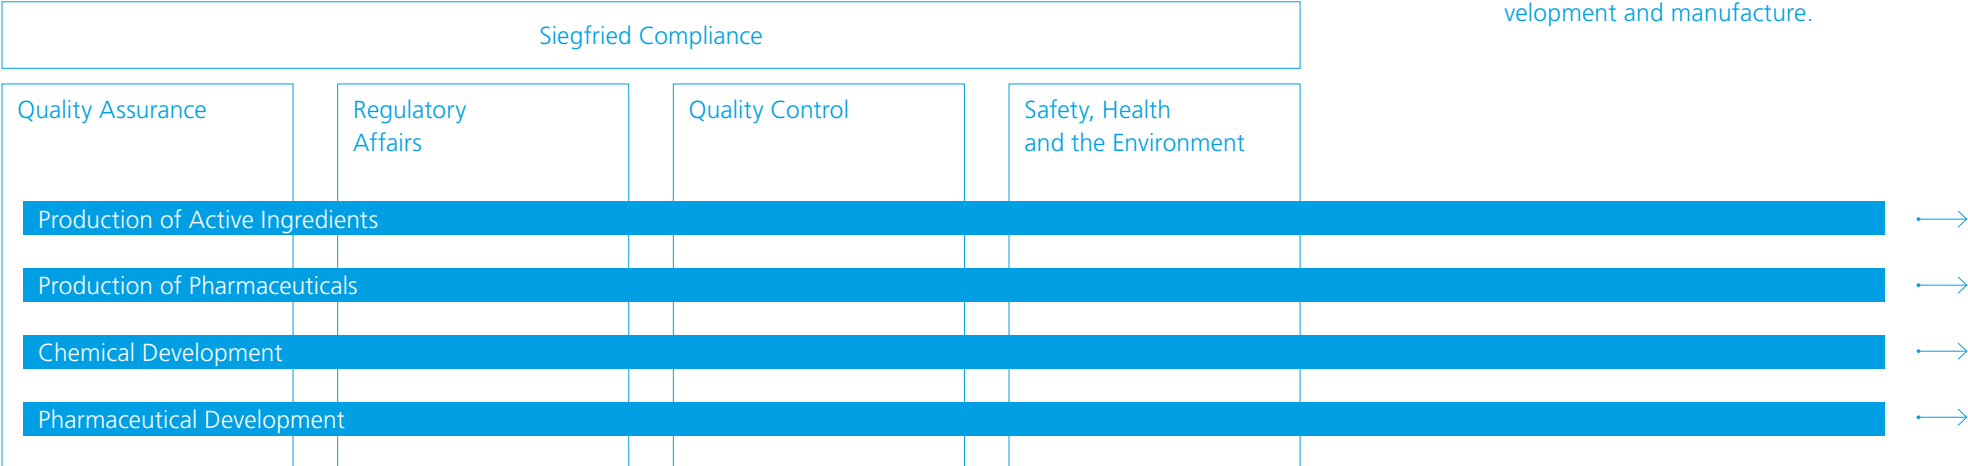 velopment and manufacture.
Siegfried Compliance
Quality Assurance
Regulatory
Affairs
Quality Control
Safety, Health
and the Environment
Production of Active Ingredients
Production of Pharmaceuticals
Chemical Development
Pharmaceutical Development